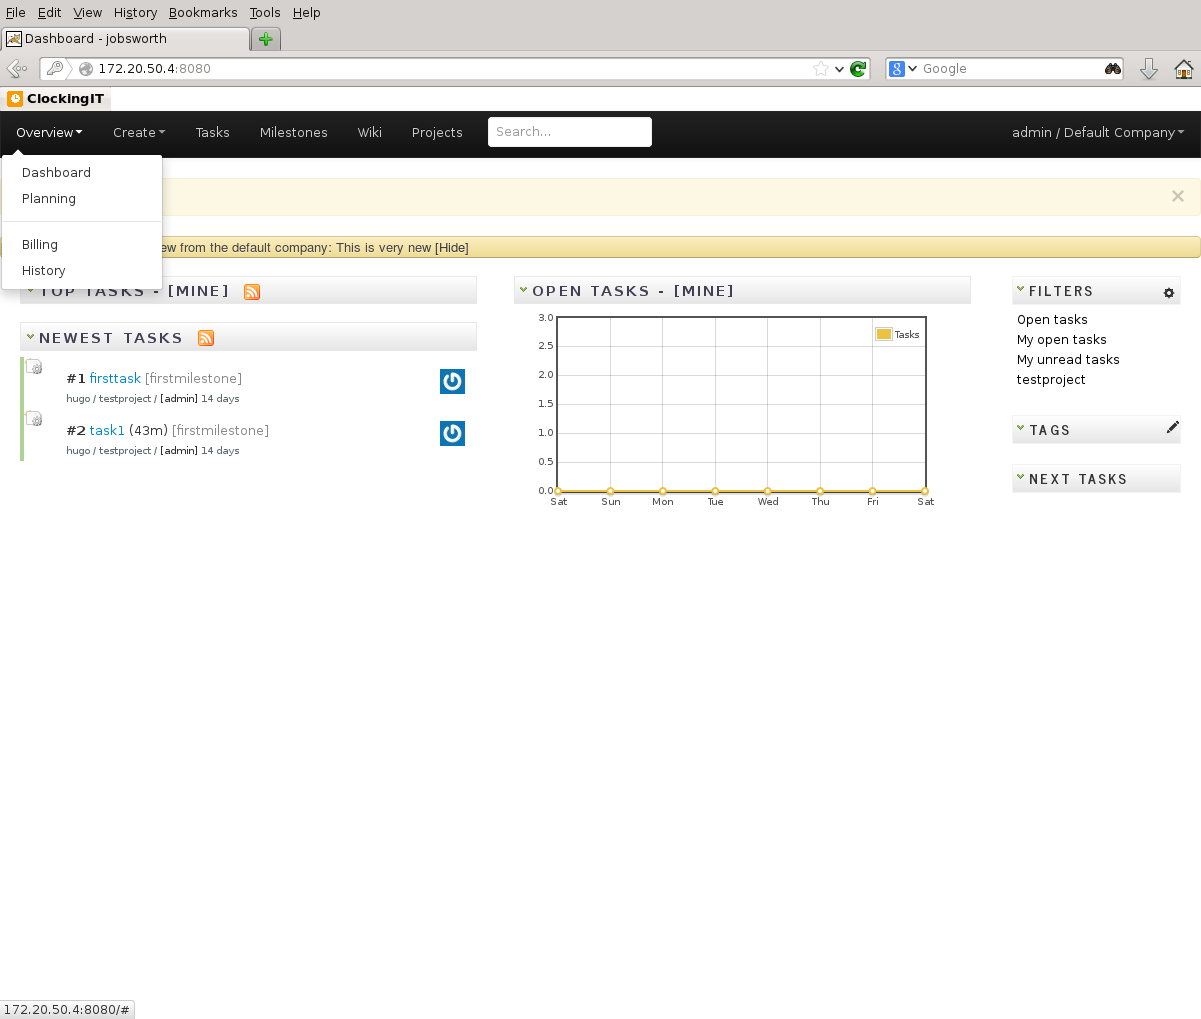 File Edit View History Bookmarks Tools Help
Dashboard - jobsworth
172.20.50.4:8080
Google
ClockingIT
Overview Create Tasks Milestones Wiki Projects Search... admin / Default Company
Dashboard
Planning
Billing
History
×
ew from the default company: This is very new [Hide]
TOP TASKS - [MINE]
NEWEST TASKS
#1 firsttask [firstmilestone]
hugo / testproject / [admin] 14 days
#2 task1 (43m) [firstmilestone]
hugo / testproject / [admin] 14 days
OPEN TASKS - [MINE]
3.0
2.5
2.0
1.5
1.0
0.5
0.0
Tasks
Sat Sun Mon Tue Wed Thu Fri Sat
FILTERS
Open tasks
My open tasks
My unread tasks
testproject
TAGS
NEXT TASKS
172.20.50.4:8080/#